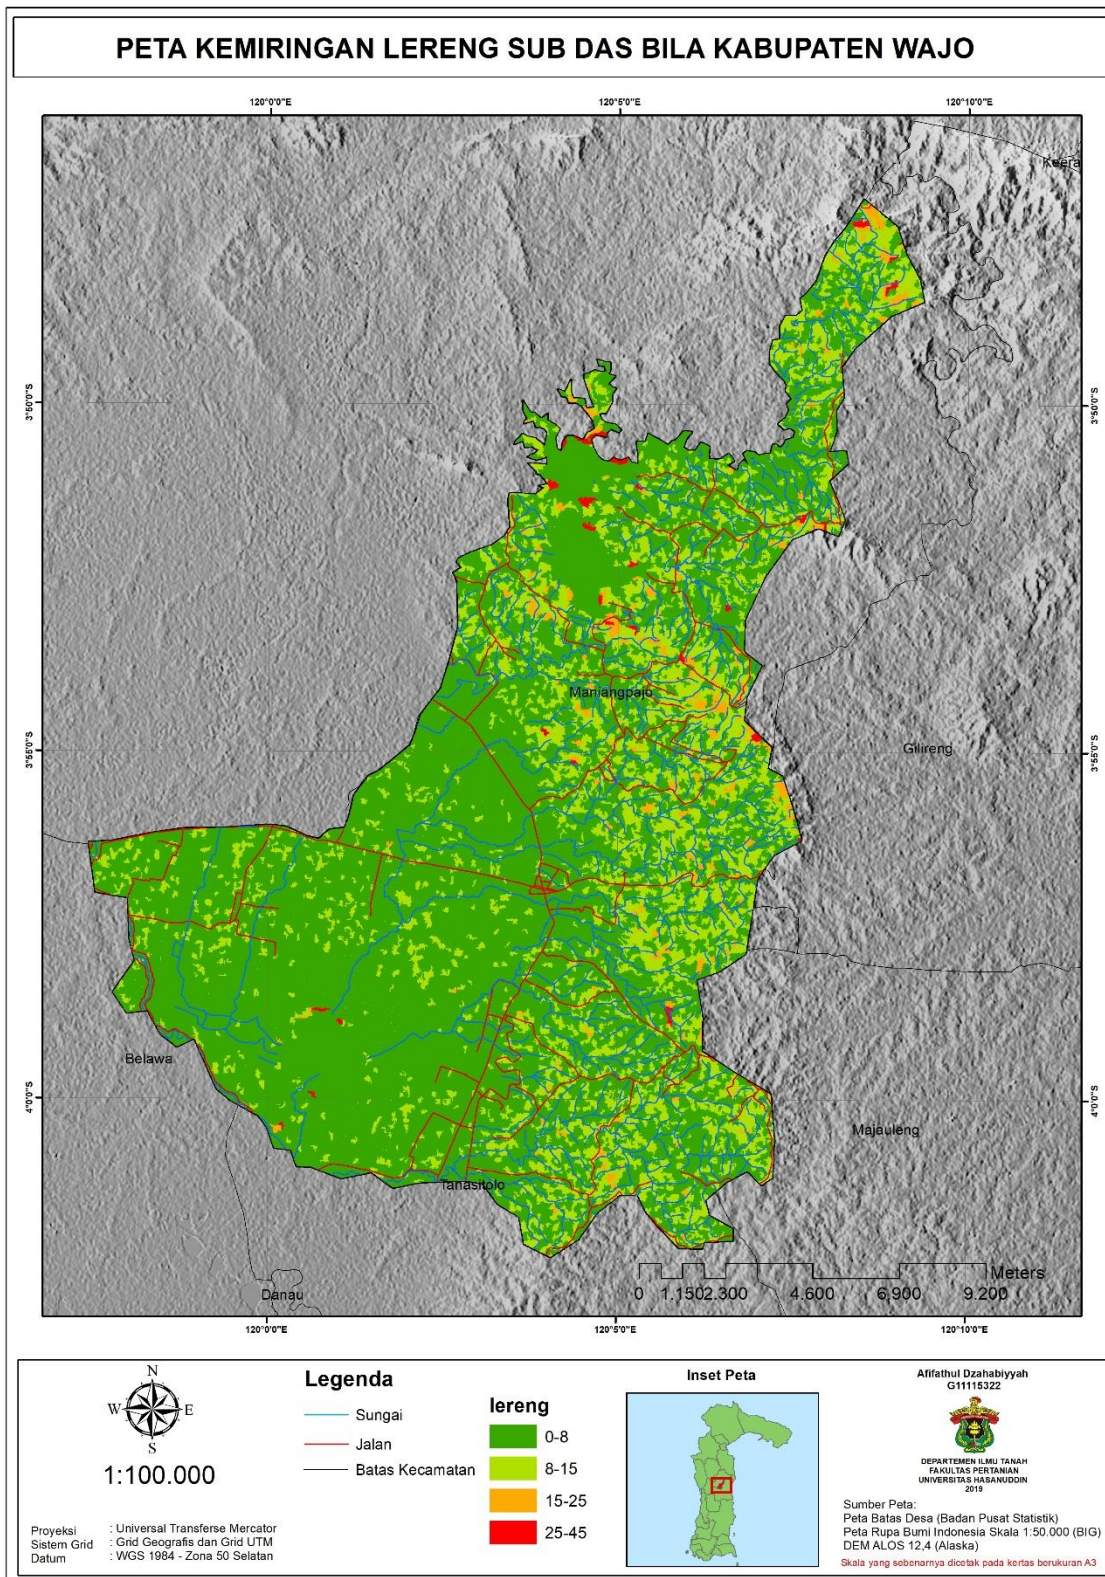 PETA KEMIRINGAN LERENG SUB DAS BILA KABUPATEN WAJO
120°0'0"E
120°5'0"E
120°10'0"E
Keera
3°50'0"S
3°50'0"S
Maniangpajo
Gilireng
3°55'0"S
3°55'0"S
Belawa
4°0'0"S
4°0'0"S
Majauleng
Tanasitolo
Danau
Meters
0 1.150 2.300 4.600 6.900 9.200
120°0'0"E
120°5'0"E
120°10'0"E
N
W E
S
1:100.000
Proyeksi : Universal Transferse Mercator
Sistem Grid : Grid Geografis dan Grid UTM
Datum : WGS 1984 - Zona 50 Selatan
Legenda
Sungai
Jalan
Batas Kecamatan
lereng
0-8
8-15
15-25
25-45
Inset Peta
Afifathul Dzahabiyyah
G11115322
DEPARTEMEN ILMU TANAH
FAKULTAS PERTANIAN
UNIVERSITAS HASANUDDIN
2019
Sumber Peta:
Peta Batas Desa (Badan Pusat Statistik)
Peta Rupa Bumi Indonesia Skala 1:50.000 (BIG)
DEM ALOS 12,4 (Alaska)
Skala yang sebenarnya dicetak pada kertas berukuran A3